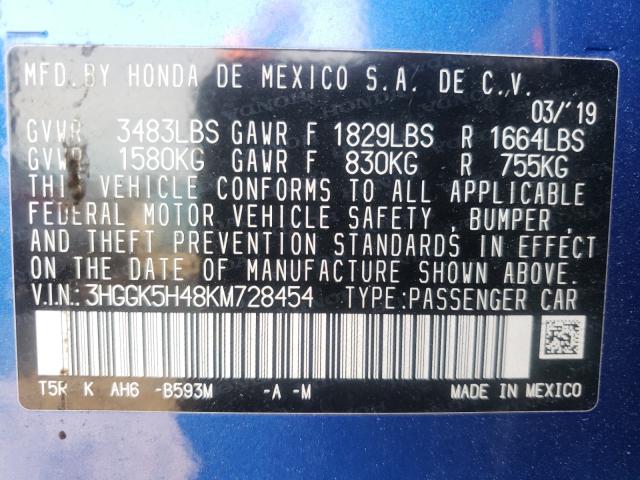 MFD. BY HONDA DE MEXICO S.A. DE C.V.
03/'19
GVWR 3483LBS GAWR F 1829LBS R 1664LBS
GVWR 1580KG GAWR F 830KG R 755KG
THIS VEHICLE CONFORMS TO ALL APPLICABLE
FEDERAL MOTOR VEHICLE SAFETY , BUMPER ,
AND THEFT PREVENTION STANDARDS IN EFFECT
ON THE DATE OF MANUFACTURE SHOWN ABOVE.
V.I.N.: 3HGGK5H48KM728454 TYPE:PASSENGER CAR
T5R K AH6 -B593M -A -M MADE IN MEXICO